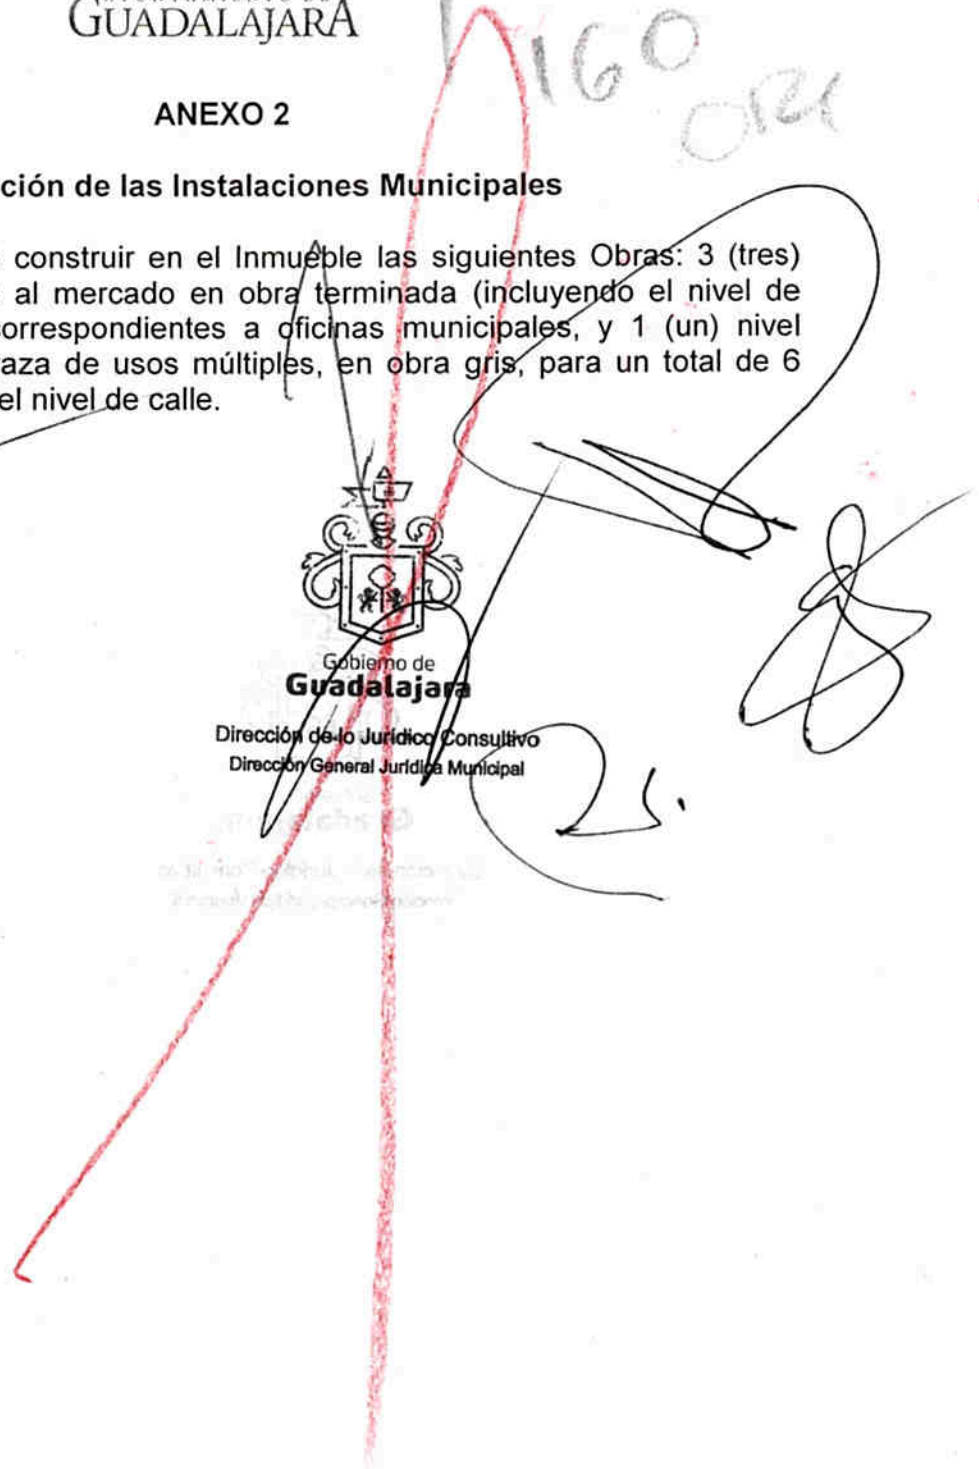 GUADALAJARA
160
ANEXO 2
ción de las Instalaciones Municipales
construir en el Inmueble las siguientes Obras: 3 (tres)
al mercado en obra terminada (incluyendo el nivel de
correspondientes a oficinas municipales, y 1 (un) nivel
aza de usos múltiples, en obra gris, para un total de 6
el nivel de calle.
Gobierno de
Guadalajara
Dirección de lo Jurídico Consultivo
Dirección General Jurídica Municipal